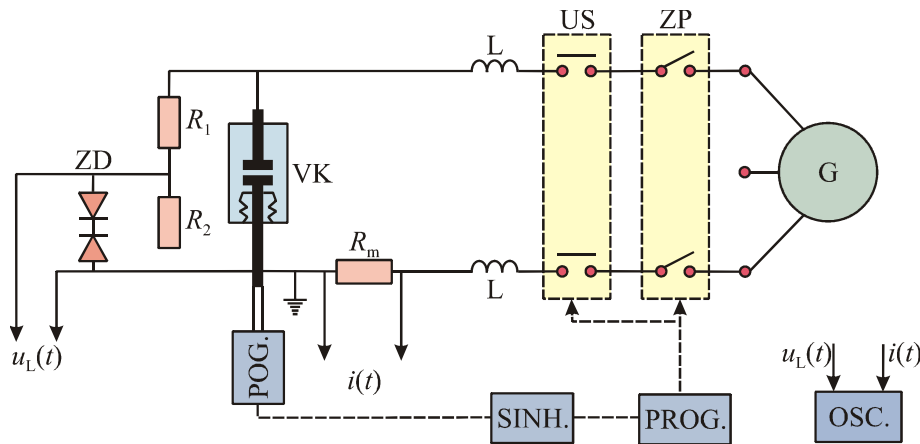 US ZP
L
R1
ZD
VK
G
R2
Rm
L
uL(t)
POG.
i(t)
uL(t) i(t)
SINH. PROG. OSC.